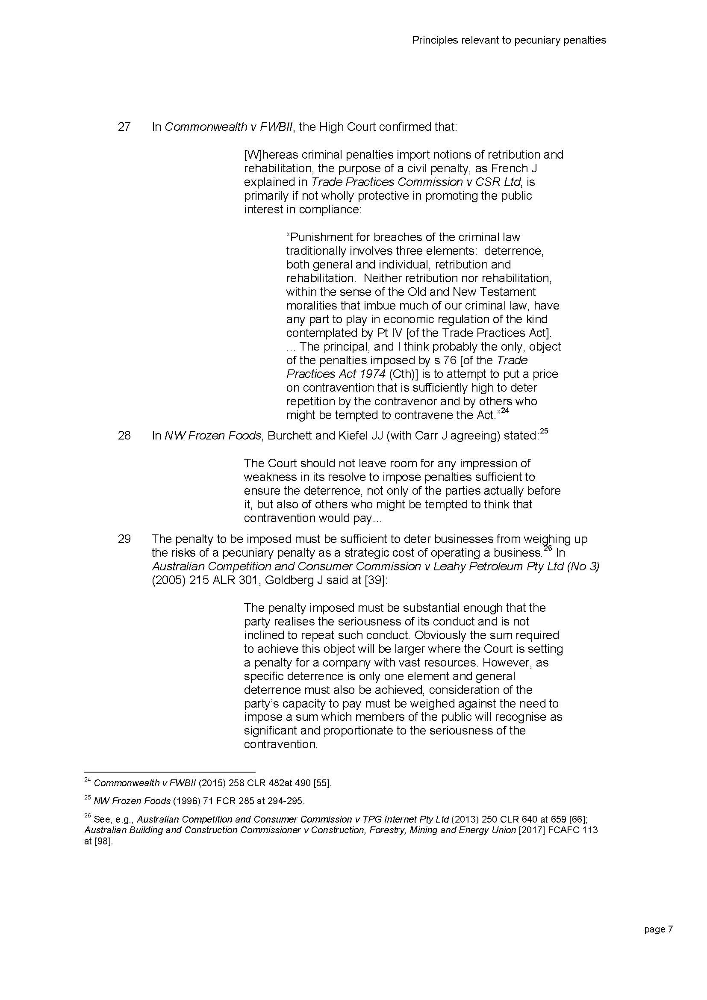 Principles relevant to pecuniary penalties
27 In Commonwealth v FWBII, the High Court confirmed that:
[W]hereas criminal penalties import notions of retribution and
rehabilitation, the purpose of a civil penalty, as French J
explained in Trade Practices Commission v CSR Ltd, is
primarily if not wholly protective in promoting the public
interest in compliance:
“Punishment for breaches of the criminal law
traditionally involves three elements:  deterrence,
both general and individual, retribution and
rehabilitation.  Neither retribution nor rehabilitation,
within the sense of the Old and New Testament
moralities that imbue much of our criminal law, have
any part to play in economic regulation of the kind
contemplated by Pt IV [of the Trade Practices Act].
... The principal, and I think probably the only, object
of the penalties imposed by s 76 [of the Trade
Practices Act 1974 (Cth)] is to attempt to put a price
on contravention that is sufficiently high to deter
repetition by the contravenor and by others who
might be tempted to contravene the Act.”24
28 In NW Frozen Foods, Burchett and Kiefel JJ (with Carr J agreeing) stated:25
The Court should not leave room for any impression of
weakness in its resolve to impose penalties sufficient to
ensure the deterrence, not only of the parties actually before
it, but also of others who might be tempted to think that
contravention would pay…
29 The penalty to be imposed must be sufficient to deter businesses from weighing up
the risks of a pecuniary penalty as a strategic cost of operating a business.26 In
Australian Competition and Consumer Commission v Leahy Petroleum Pty Ltd (No 3)
(2005) 215 ALR 301, Goldberg J said at [39]:
The penalty imposed must be substantial enough that the
party realises the seriousness of its conduct and is not
inclined to repeat such conduct. Obviously the sum required
to achieve this object will be larger where the Court is setting
a penalty for a company with vast resources. However, as
specific deterrence is only one element and general
deterrence must also be achieved, consideration of the
party’s capacity to pay must be weighed against the need to
impose a sum which members of the public will recognise as
significant and proportionate to the seriousness of the
contravention.
24 Commonwealth v FWBII (2015) 258 CLR 482at 490 [55].
25 NW Frozen Foods (1996) 71 FCR 285 at 294-295.
26 See, e.g., Australian Competition and Consumer Commission v TPG Internet Pty Ltd (2013) 250 CLR 640 at 659 [66];
Australian Building and Construction Commissioner v Construction, Forestry, Mining and Energy Union [2017] FCAFC 113
at [98].
page 7